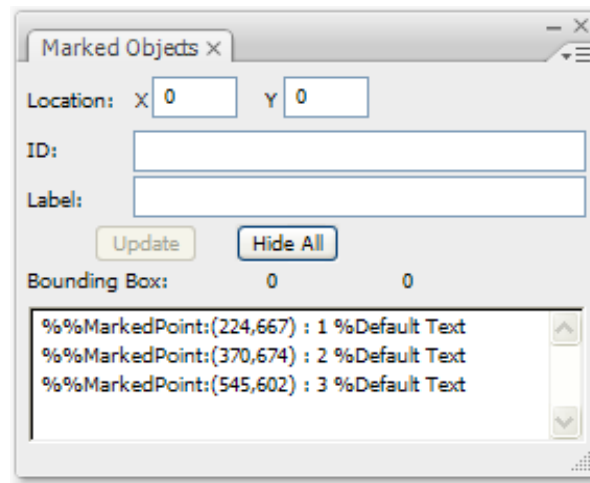 Marked Objects ×
Location: X 0 Y 0
ID:
Label:
Update Hide All
Bounding Box: 0 0
%%MarkedPoint:(224,667) : 1 %Default Text
%%MarkedPoint:(370,674) : 2 %Default Text
%%MarkedPoint:(545,602) : 3 %Default Text